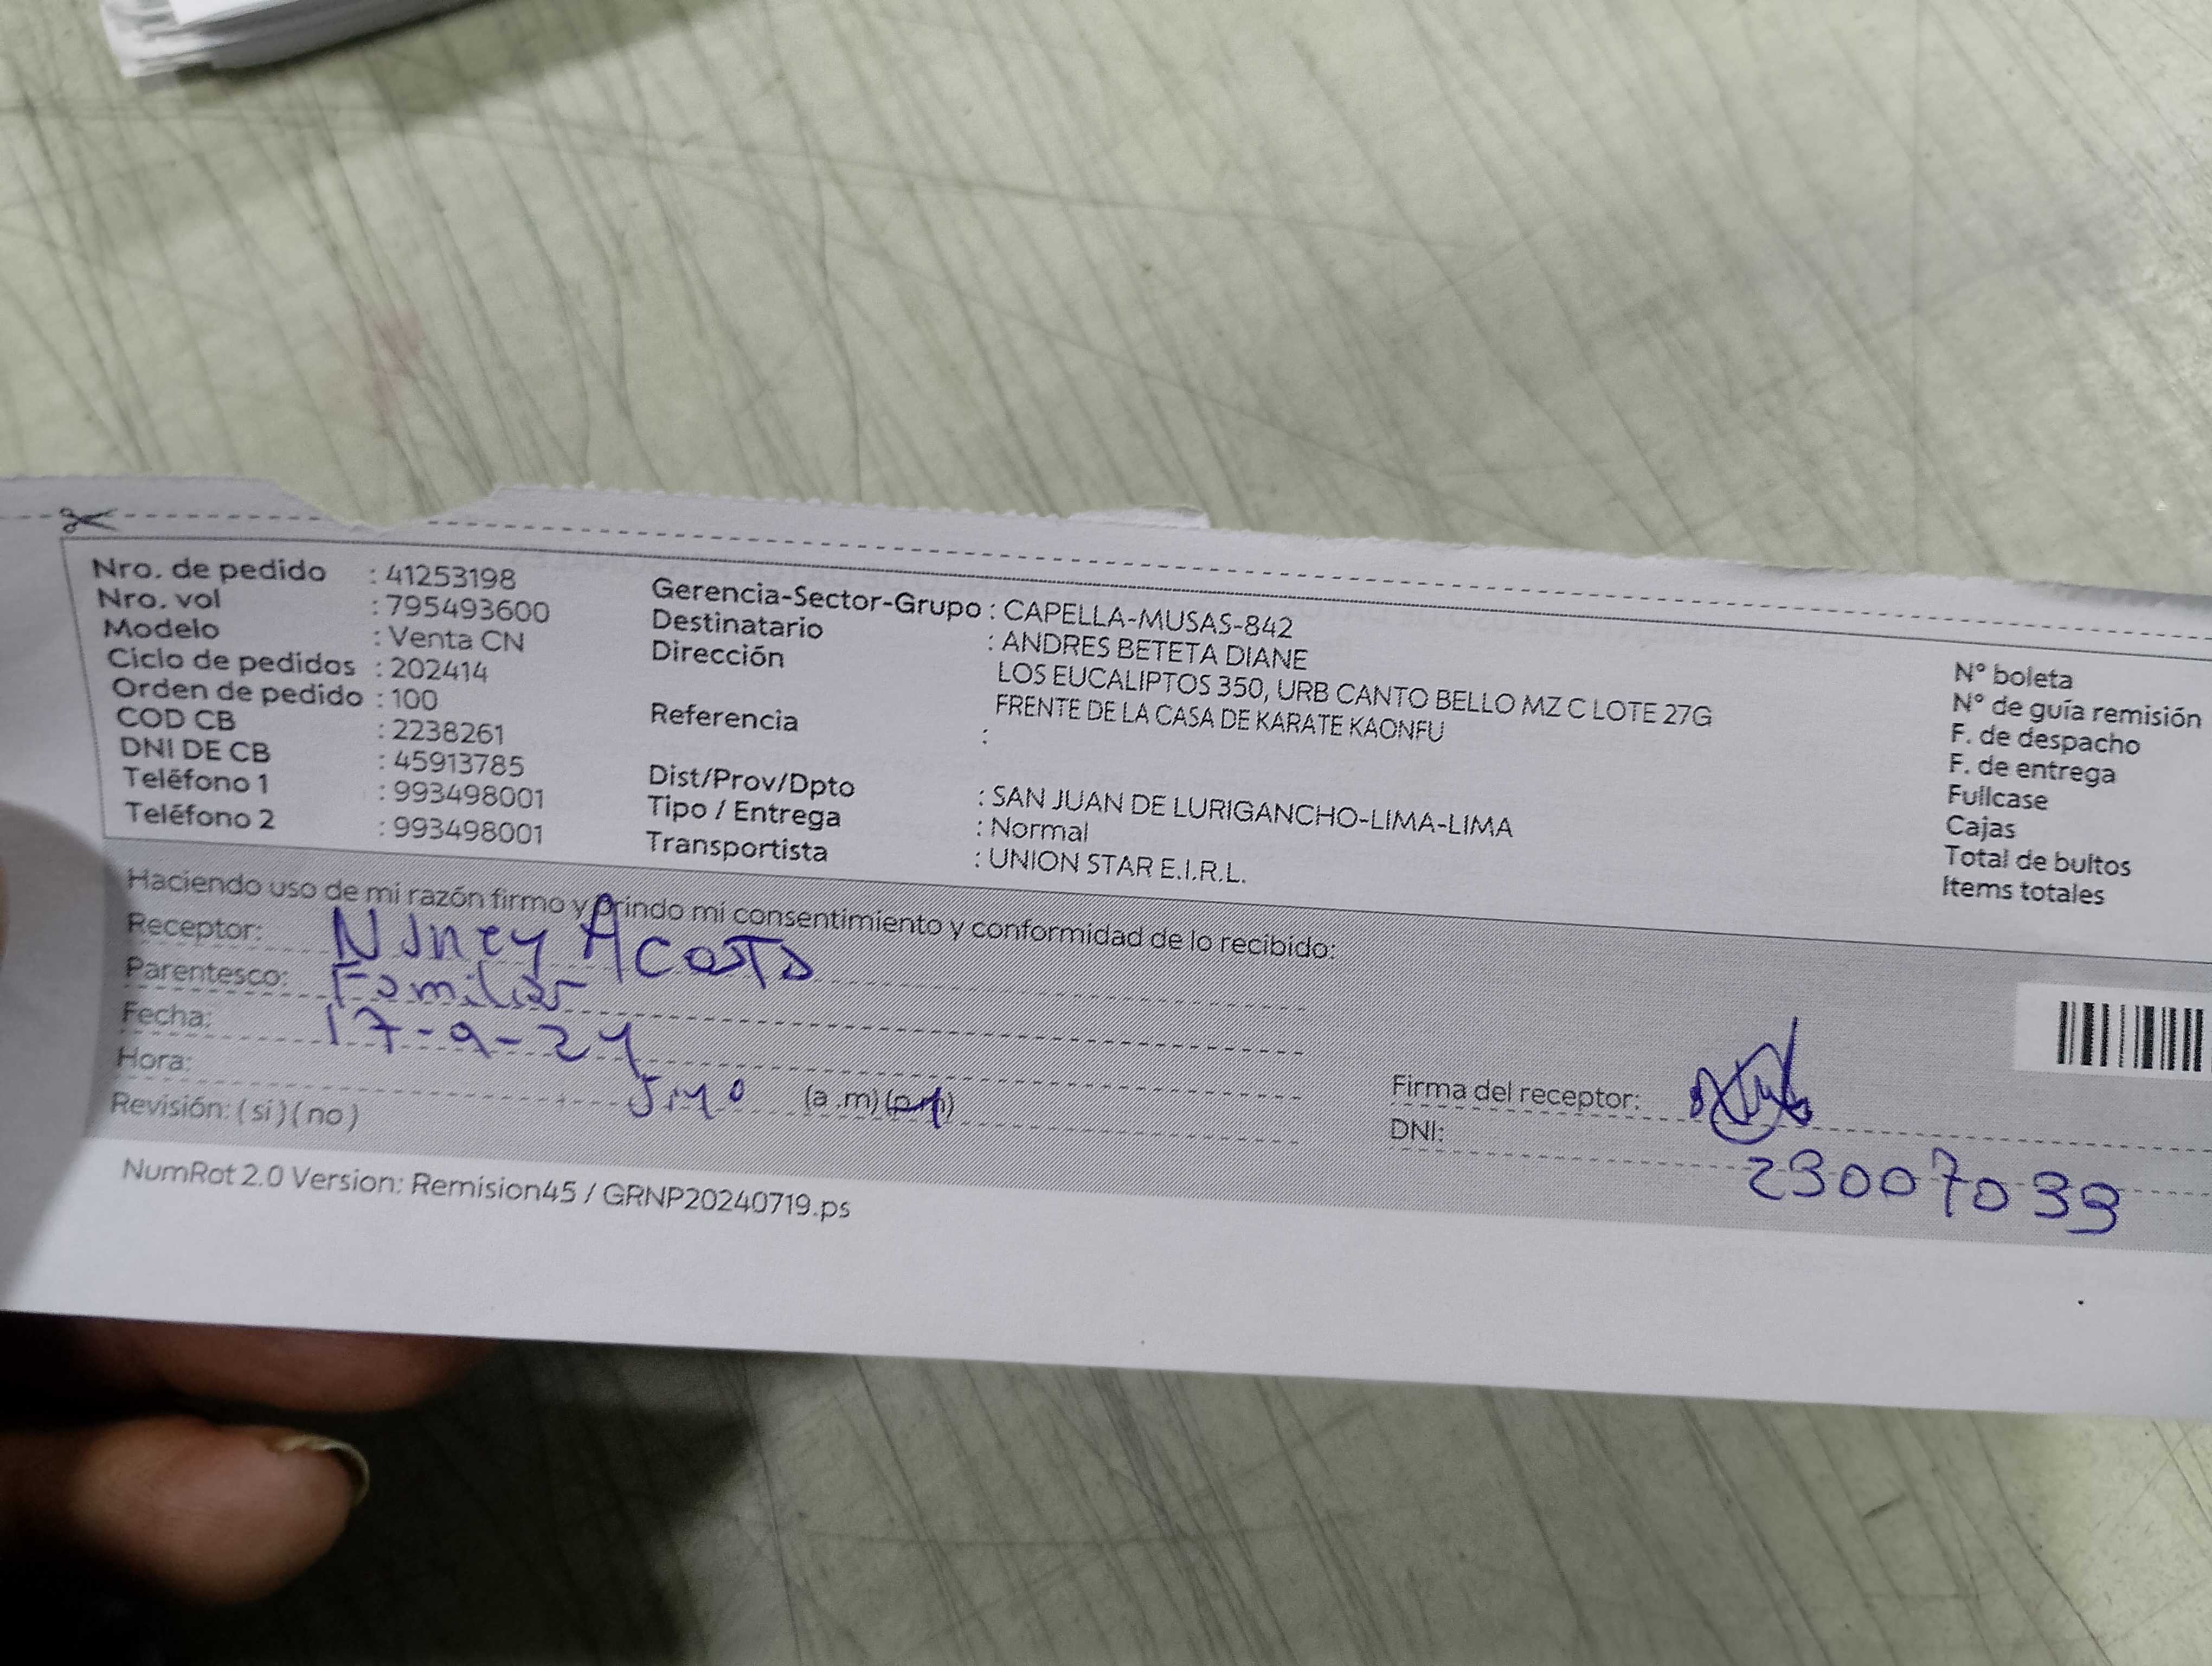 Nro. de pedido : 41253198
Nro. vol : 795493600
Modelo : Venta CN
Ciclo de pedidos : 202414
Orden de pedido : 100
COD CB : 2238261
DNI DE CB : 45913785
Teléfono 1 : 993498001
Teléfono 2 : 993498001
Gerencia-Sector-Grupo : CAPELLA-MUSAS-842
Destinatario : ANDRES BETETA DIANE
Dirección LOS EUCALIPTOS 350, URB CANTO BELLO MZ C LOTE 27G
FRENTE DE LA CASA DE KARATE KAONFU
Referencia :
Dist/Prov/Dpto : SAN JUAN DE LURIGANCHO-LIMA-LIMA
Tipo / Entrega : Normal
Transportista : UNION STAR E.I.R.L.
N° boleta
N° de guía remisión
F. de despacho
F. de entrega
Fullcase
Cajas
Total de bultos
Items totales
Haciendo uso de mi razón firmo y brindo mi consentimiento y conformidad de lo recibido:
Receptor: Acosta
Parentesco: Familiar
Fecha: 17-9-24
Hora: (a .m) (p.m)
Revisión: ( si ) ( no )
Firma del receptor:
DNI: 23007039
NumRot 2.0 Version: Remision45 / GRNP20240719.ps